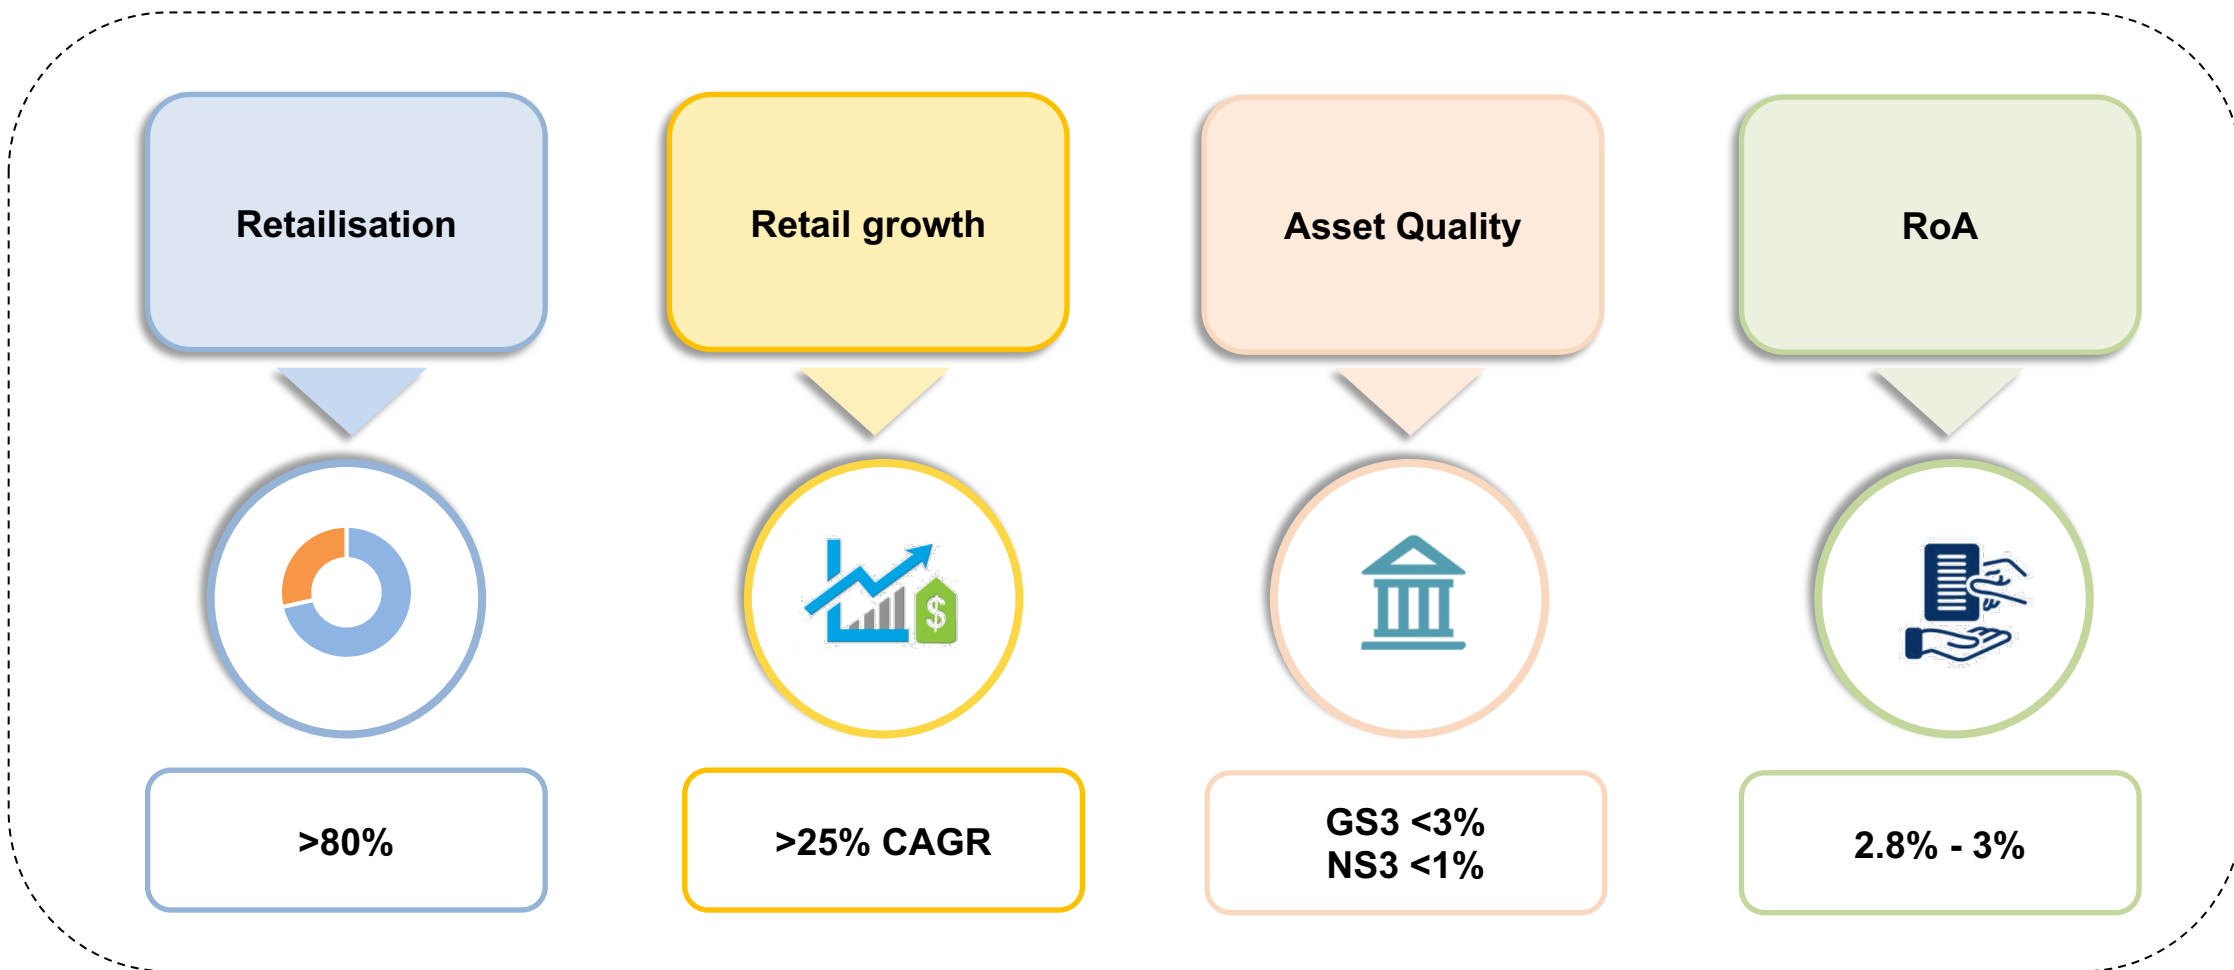 Retailisation
Retail growth
Asset Quality
RoA
$
>80%
>25% CAGR
GS3 <3%
NS3 <1%
2.8% - 3%